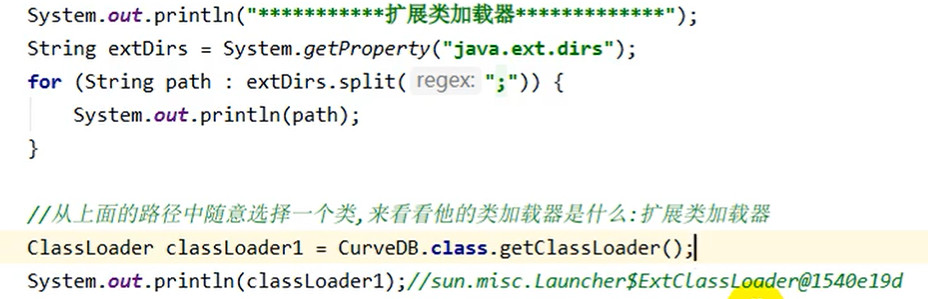 System.out.println("***********扩展类加载器*************");
String extDirs = System.getProperty("java.ext.dirs");
for (String path : extDirs.split( regex: ";")) {
System.out.println(path);
}
//从上面的路径中随意选择一个类,来看看他的类加载器是什么:扩展类加载器
ClassLoader classLoader1 = CurveDB.class.getClassLoader();
System.out.println(classLoader1);//sun.misc.Launcher$ExtClassLoader@1540e19d